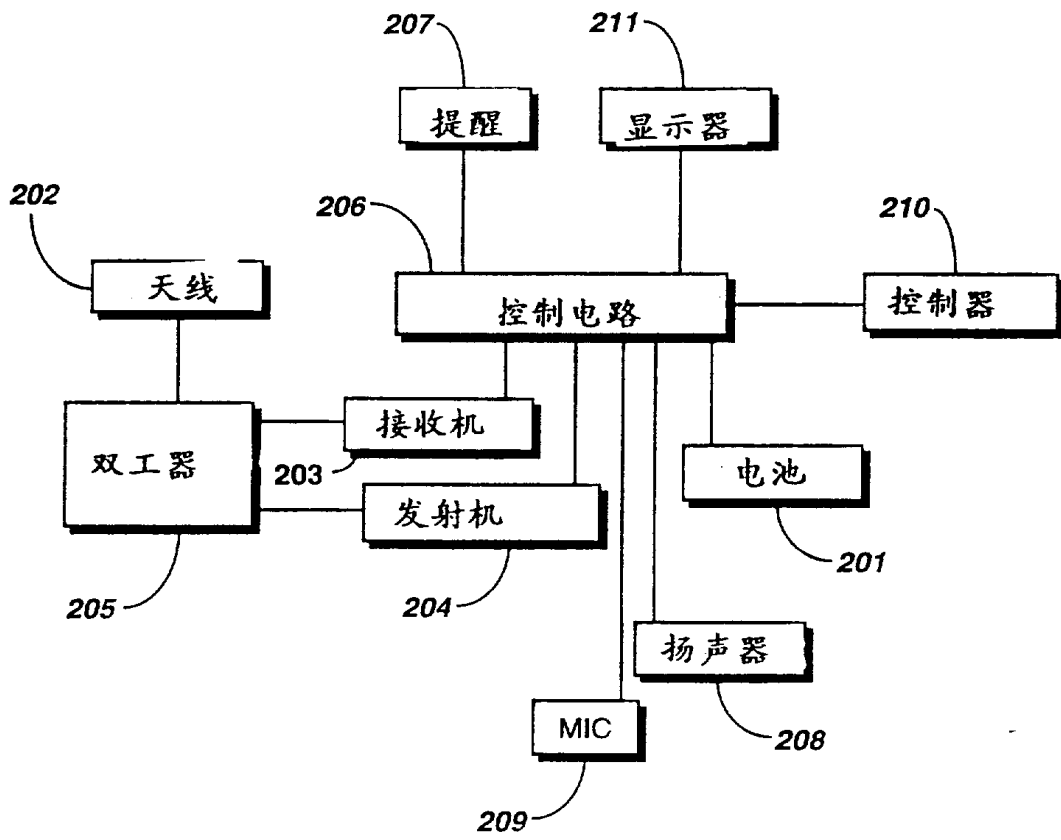 207
211
提醒
显示器
202
206
210
天线
控制电路
控制器
接收机
双工器
203
电池
发射机
201
205
204
扬声器
MIC
208
209